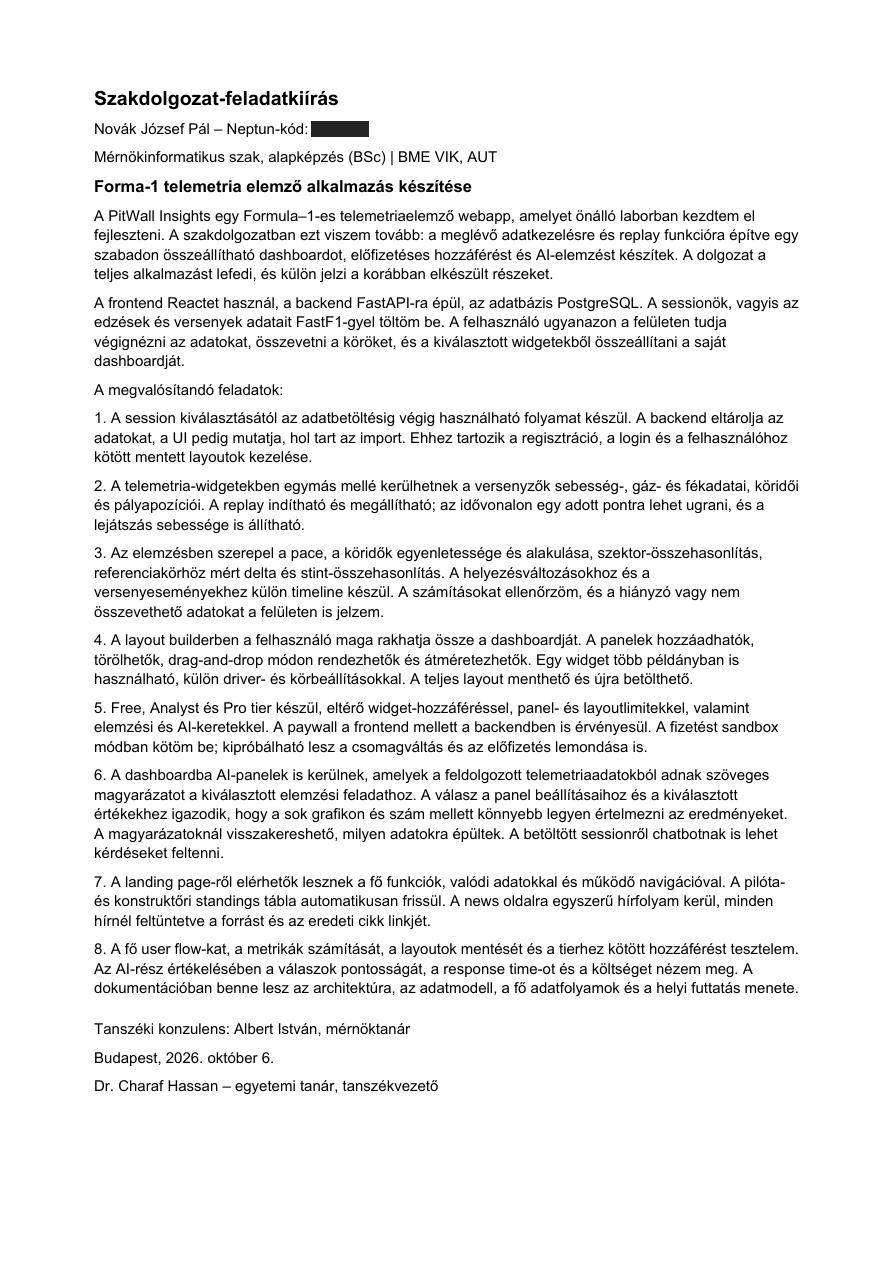 Szakdolgozat-feladatkiírás
Novák József Pál – Neptun-kód:
Mérnökinformatikus szak, alapképzés (BSc) | BME VIK, AUT
Forma-1 telemetria elemző alkalmazás készítése
A PitWall Insights egy Formula–1-es telemetriaelemző webapp, amelyet önálló laborban kezdtem el
fejleszteni. A szakdolgozatban ezt viszem tovább: a meglévő adatkezelésre és replay funkcióra építve egy
szabadon összeállítható dashboardot, előfizetéses hozzáférést és AI-elemzést készítek. A dolgozat a
teljes alkalmazást lefedi, és külön jelzi a korábban elkészült részeket.
A frontend Reactet használ, a backend FastAPI-ra épül, az adatbázis PostgreSQL. A sessionök, vagyis az
edzések és versenyek adatait FastF1-gyel töltöm be. A felhasználó ugyanazon a felületen tudja
végignézni az adatokat, összevetni a köröket, és a kiválasztott widgetekből összeállítani a saját
dashboardját.
A megvalósítandó feladatok:
1. A session kiválasztásától az adatbetöltésig végig használható folyamat készül. A backend eltárolja az
adatokat, a UI pedig mutatja, hol tart az import. Ehhez tartozik a regisztráció, a login és a felhasználóhoz
kötött mentett layoutok kezelése.
2. A telemetria-widgetekben egymás mellé kerülhetnek a versenyzők sebesség-, gáz- és fékadatai, köridői
és pályapozíciói. A replay indítható és megállítható; az idővonalon egy adott pontra lehet ugrani, és a
lejátszás sebessége is állítható.
3. Az elemzésben szerepel a pace, a köridők egyenletessége és alakulása, szektor-összehasonlítás,
referenciakörhöz mért delta és stint-összehasonlítás. A helyezésváltozásokhoz és a
versenyeseményekhez külön timeline készül. A számításokat ellenőrzöm, és a hiányzó vagy nem
összevethető adatokat a felületen is jelzem.
4. A layout builderben a felhasználó maga rakhatja össze a dashboardját. A panelek hozzáadhatók,
törölhetők, drag-and-drop módon rendezhetők és átméretezhetők. Egy widget több példányban is
használható, külön driver- és körbeállításokkal. A teljes layout menthető és újra betölthető.
5. Free, Analyst és Pro tier készül, eltérő widget-hozzáféréssel, panel- és layoutlimitekkel, valamint
elemzési és AI-keretekkel. A paywall a frontend mellett a backendben is érvényesül. A fizetést sandbox
módban kötöm be; kipróbálható lesz a csomagváltás és az előfizetés lemondása is.
6. A dashboardba AI-panelek is kerülnek, amelyek a feldolgozott telemetriaadatokból adnak szöveges
magyarázatot a kiválasztott elemzési feladathoz. A válasz a panel beállításaihoz és a kiválasztott
értékekhez igazodik, hogy a sok grafikon és szám mellett könnyebb legyen értelmezni az eredményeket.
A magyarázatoknál visszakereshető, milyen adatokra épültek. A betöltött sessionről chatbotnak is lehet
kérdéseket feltenni.
7. A landing page-ről elérhetők lesznek a fő funkciók, valódi adatokkal és működő navigációval. A pilóta-
és konstruktőri standings tábla automatikusan frissül. A news oldalra egyszerű hírfolyam kerül, minden
hírnél feltüntetve a forrást és az eredeti cikk linkjét.
8. A fő user flow-kat, a metrikák számítását, a layoutok mentését és a tierhez kötött hozzáférést tesztelem.
Az AI-rész értékelésében a válaszok pontosságát, a response time-ot és a költséget nézem meg. A
dokumentációban benne lesz az architektúra, az adatmodell, a fő adatfolyamok és a helyi futtatás menete.
Tanszéki konzulens: Albert István, mérnöktanár
Budapest, 2026. október 6.
Dr. Charaf Hassan – egyetemi tanár, tanszékvezető